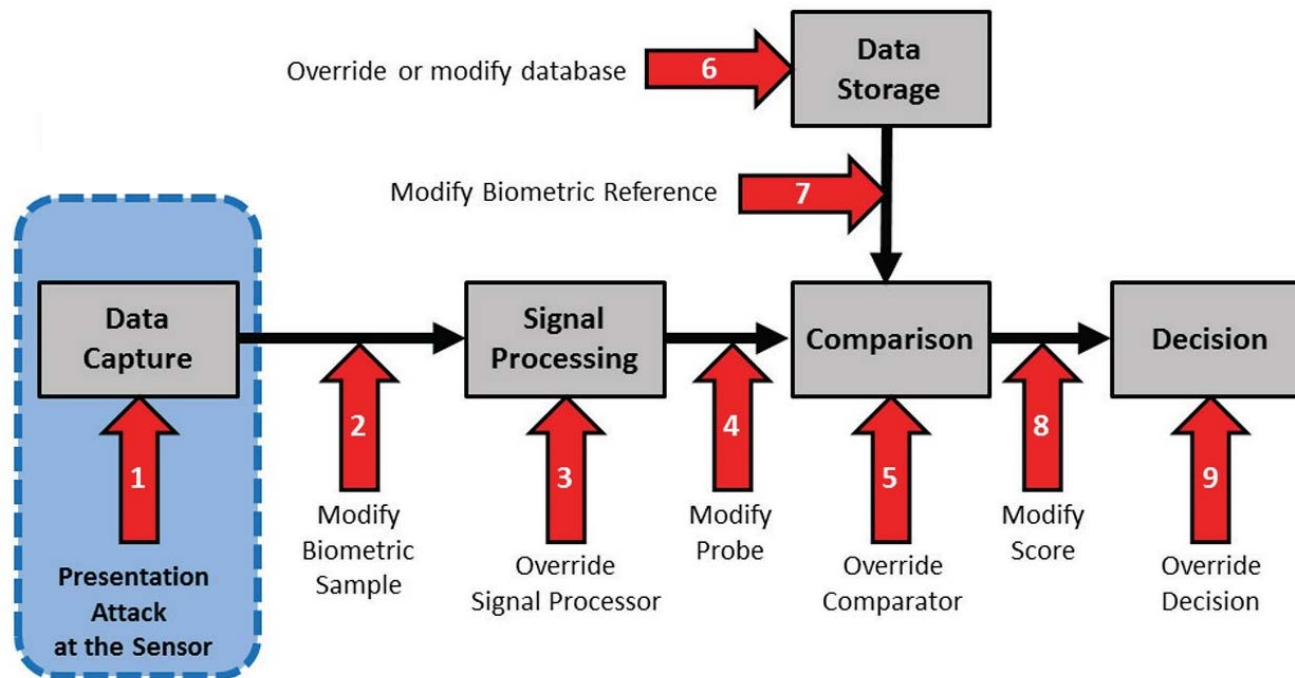 Data
Storage
Override or modify database
6
Modify Biometric Reference
7
Data
Capture
Signal
Processing
Comparison
Decision
1
2
3
4
5
8
9
Presentation
Attack
at the Sensor
Modify
Biometric
Sample
Override
Signal Processor
Modify
Probe
Override
Comparator
Modify
Score
Override
Decision